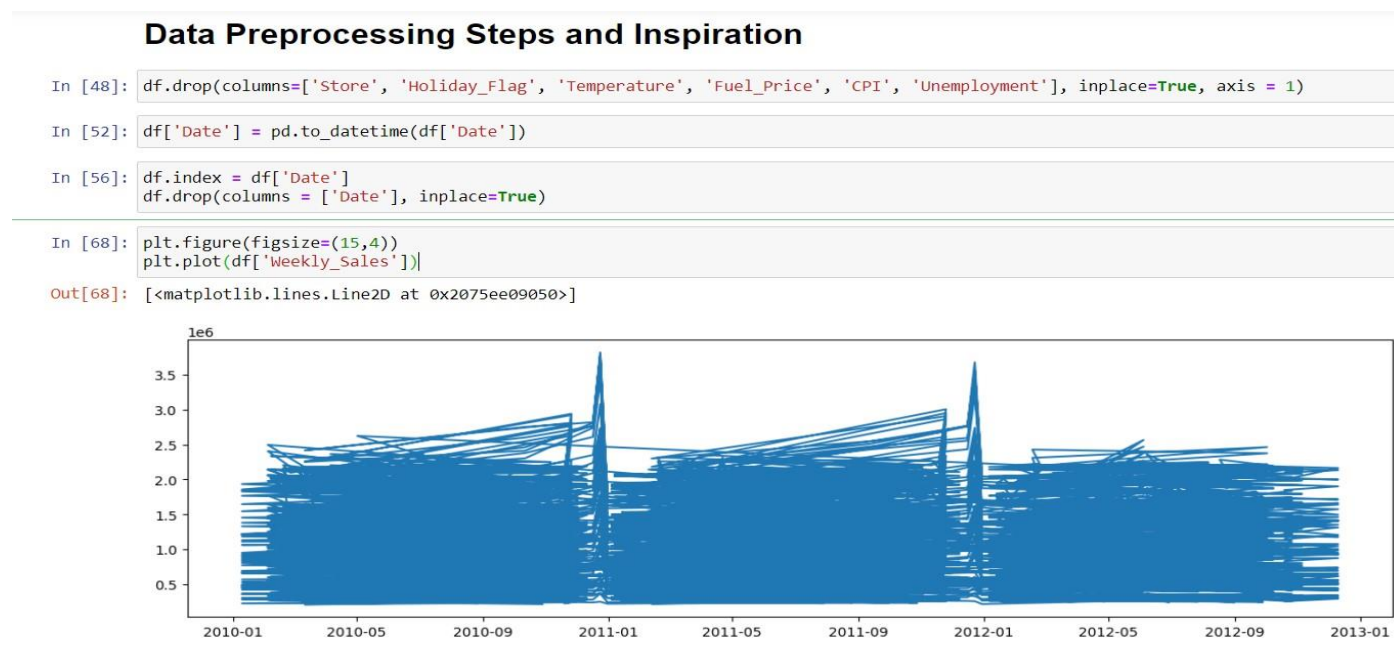 Data Preprocessing Steps and Inspiration
In [48]: df.drop(columns=['Store', 'Holiday_Flag', 'Temperature', 'Fuel_Price', 'CPI', 'Unemployment'], inplace=True, axis = 1)
In [52]: df['Date'] = pd.to_datetime(df['Date'])
In [56]: df.index = df['Date']
df.drop(columns = ['Date'], inplace=True)
In [68]: plt.figure(figsize=(15,4))
plt.plot(df['Weekly_Sales'])
Out[68]: [<matplotlib.lines.Line2D at 0x2075ee09050>]
1e6
3.5
3.0
2.5
2.0
1.5
1.0
0.5
2010-01 2010-05 2010-09 2011-01 2011-05 2011-09 2012-01 2012-05 2012-09 2013-01